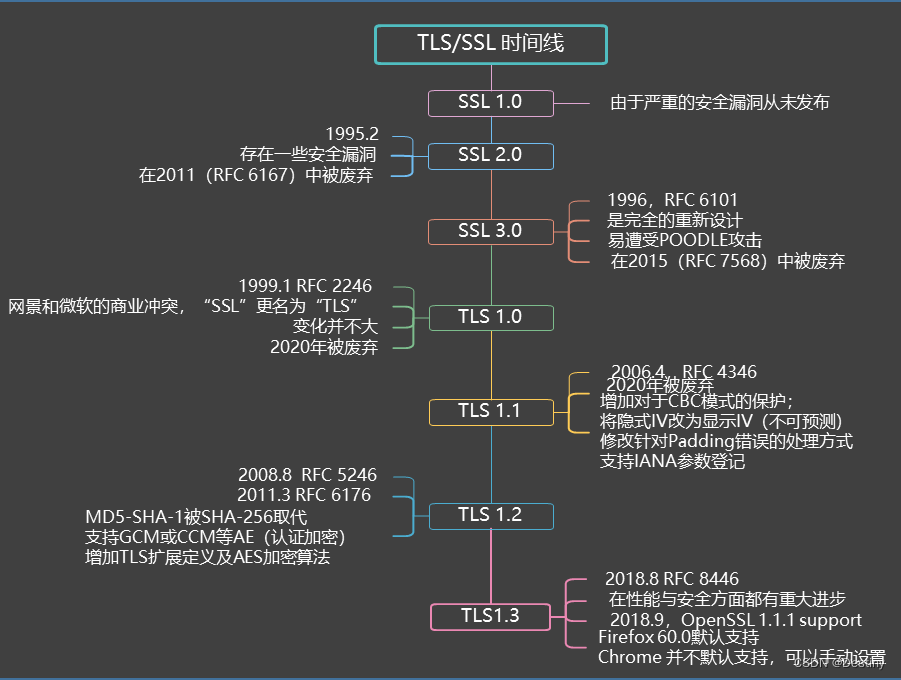 TLS/SSL 时间线
SSL 1.0
由于严重的安全漏洞从未发布
1995.2
存在一些安全漏洞
在2011（RFC 6167）中被废弃
SSL 2.0
SSL 3.0
1996，RFC 6101
是完全的重新设计
易遭受POODLE攻击
在2015（RFC 7568）中被废弃
1999.1 RFC 2246
网景和微软的商业冲突，“SSL”更名为“TLS”
变化并不大
2020年被废弃
TLS 1.0
TLS 1.1
2006.4，RFC 4346
2020年被废弃
增加对于CBC模式的保护；
将隐式IV改为显示IV（不可预测）
修改针对Padding错误的处理方式
支持IANA参数登记
2008.8 RFC 5246
2011.3 RFC 6176
MD5-SHA-1被SHA-256取代
支持GCM或CCM等AE（认证加密）
增加TLS扩展定义及AES加密算法
TLS 1.2
TLS1.3
2018.8 RFC 8446
在性能与安全方面都有重大进步
2018.9，OpenSSL 1.1.1 support
Firefox 60.0默认支持
Chrome 并不默认支持，可以手动设置
CSDN @Destiny